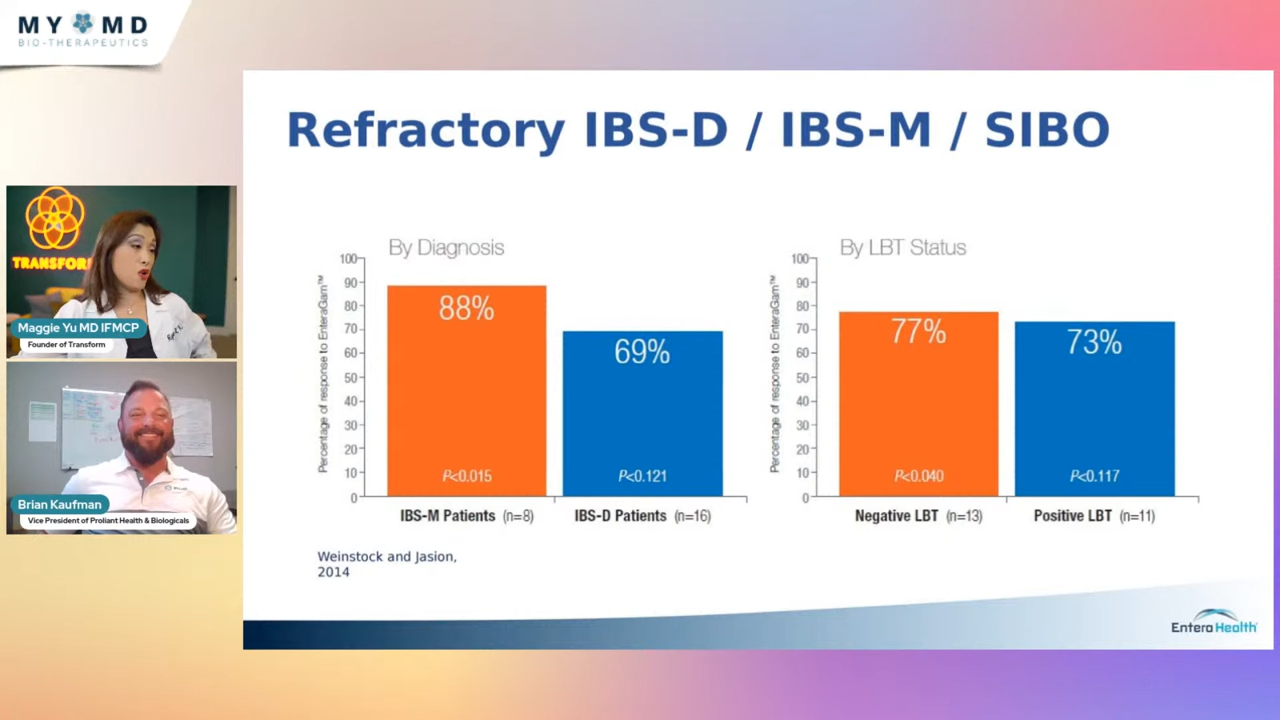 MY MD
BIO-THERAPEUTICS
Refractory IBS-D / IBS-M / SIBO
TRANSFOR
Maggie Yu MD IFMCP
Founder of Transform
Brian Kaufman
Vice President of Proliant Health & Biologicals
By Diagnosis
Percentage of response to EnteraGam™
100
90
80
70
60
50
40
30
20
10
0
88%
P<0.015
69%
P<0.121
IBS-M Patients (n=8)
IBS-D Patients (n=16)
By LBT Status
Percentage of response to EnteraGam™
100
90
80
70
60
50
40
30
20
10
0
77%
P<0.040
73%
P<0.117
Negative LBT (n=13)
Positive LBT (n=11)
Weinstock and Jasion,
2014
EnteraHealth